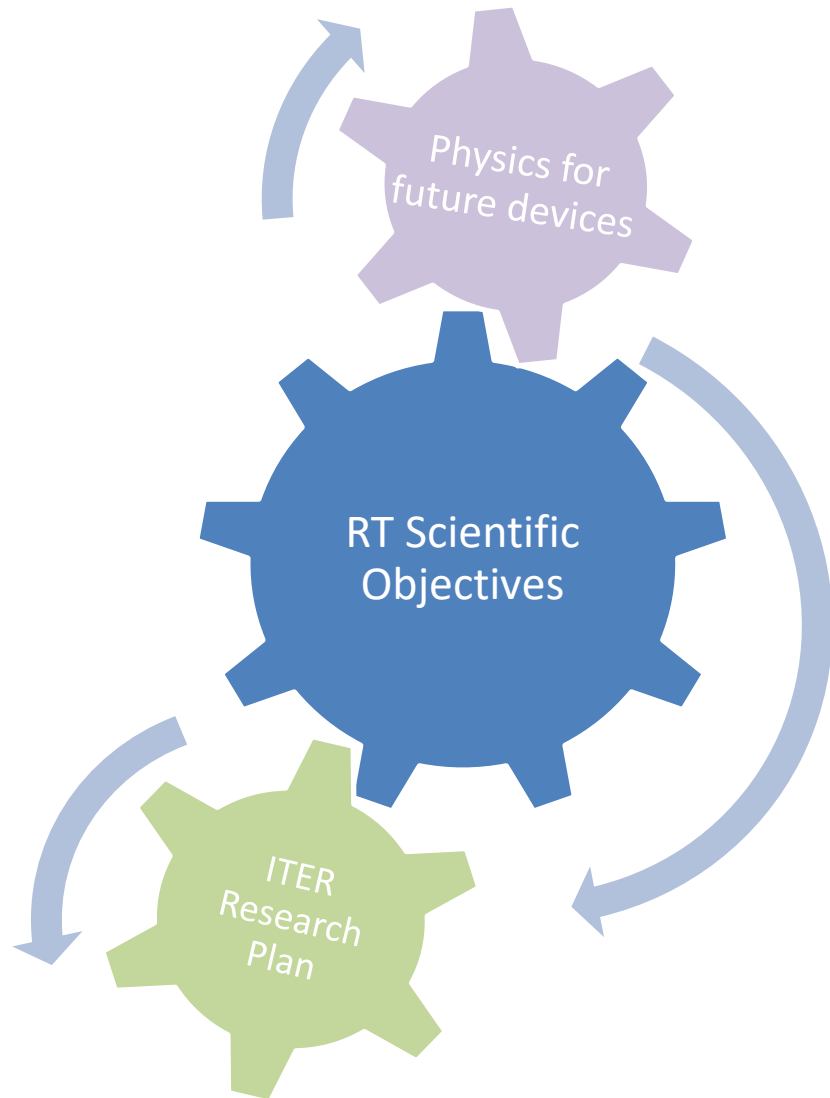 Physics for
future devices
RT Scientific
Objectives
ITER
Research
Plan